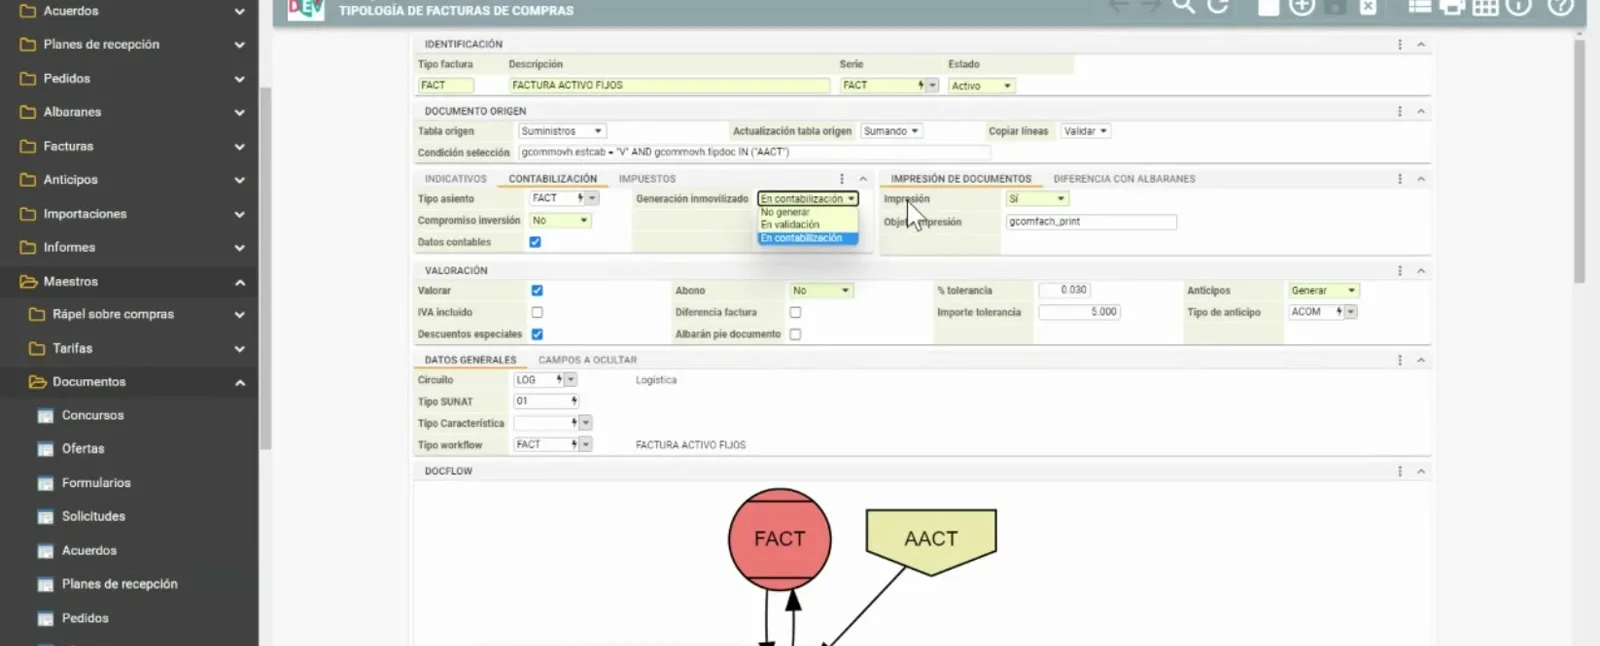 Acuerdos
Planes de recepción
Pedidos
Albaranes
Facturas
Anticipos
Importaciones
Informes
Maestros
Rápel sobre compras
Tarifas
Documentos
Concursos
Ofertas
Formularios
Solicitudes
Acuerdos
Planes de recepción
Pedidos
DEV
TIPOLOGÍA DE FACTURAS DE COMPRAS
IDENTIFICACIÓN
Tipo factura Descripción Serie Estado
FACT FACTURA ACTIVO FIJOS FACT Activo
DOCUMENTO ORIGEN
Tabla origen Suministros Actualización tabla origen Sumando Copiar líneas Validar
Condición selección gcommovh.estcab = "V" AND gcommovh.tipdoc IN ("AACT")
INDICATIVOS CONTABILIZACIÓN IMPUESTOS
Tipo asiento FACT Generación inmovilizado En contabilización
No generar
En validación
En contabilización
Compromiso inversión No
Datos contables
IMPRESIÓN DE DOCUMENTOS DIFERENCIA CON ALBARANES
Impresión Sí
Objeto impresión gcomfach_print
VALORACIÓN
Valorar Abono No % tolerancia 0.030 Anticipos Generar
IVA incluido Diferencia factura Importe tolerancia 5.000 Tipo de anticipo ACOM
Descuentos especiales Albarán pie documento
DATOS GENERALES CAMPOS A OCULTAR
Circuito LOG Logística
Tipo SUNAT 01
Tipo Característica
Tipo workflow FACT FACTURA ACTIVO FIJOS
DOCFLOW
FACT AACT